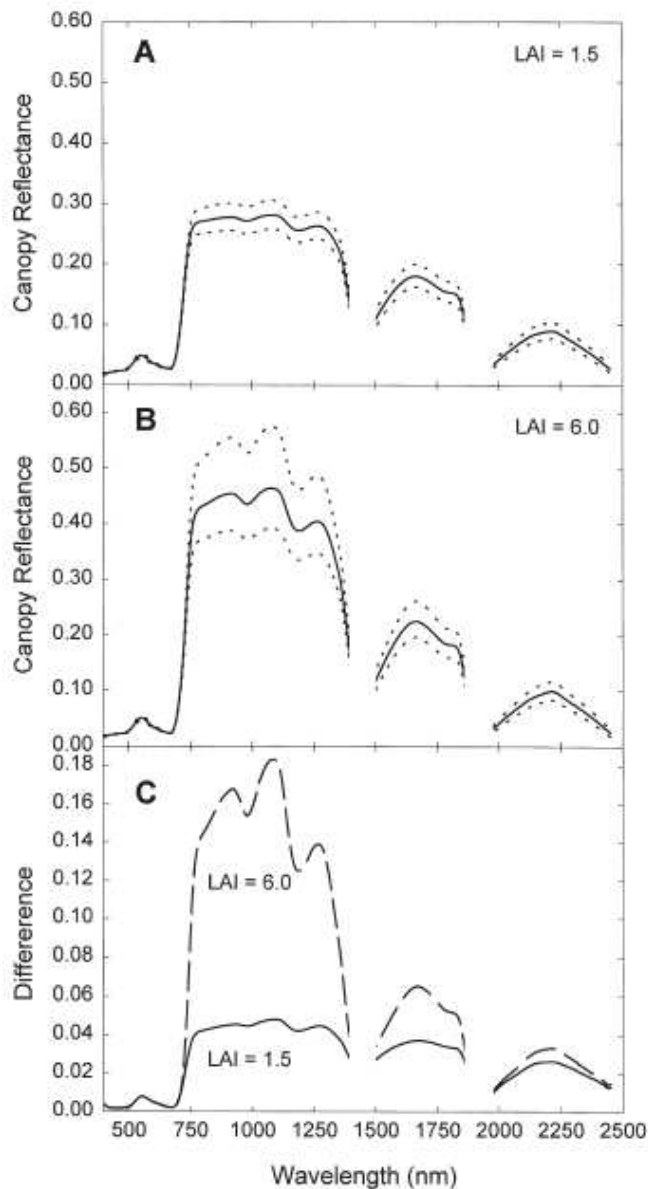 0.60
A
LAI = 1.5
0.50
0.40
0.30
0.20
0.10
0.00
Canopy Reflectance
0.60
B
LAI = 6.0
0.50
0.40
0.30
0.20
0.10
0.00
Canopy Reflectance
0.18
C
0.16
0.14
0.12
LAI = 6.0
0.10
0.08
0.06
0.04
LAI = 1.5
0.02
0.00
Differerence
500 750 1000 1250 1500 1750 2000 2250 2500
Wavelength (nm)